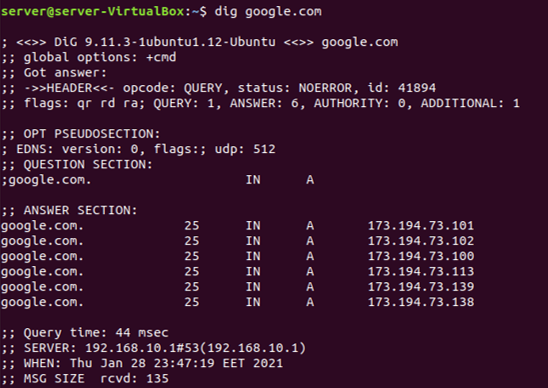 server@server-VirtualBox:~$ dig google.com
; <<>> DiG 9.11.3-1ubuntu1.12-Ubuntu <<>> google.com
;; global options: +cmd
;; Got answer:
;; ->>HEADER<<- opcode: QUERY, status: NOERROR, id: 41894
;; flags: qr rd ra; QUERY: 1, ANSWER: 6, AUTHORITY: 0, ADDITIONAL: 1
;; OPT PSEUDOSECTION:
; EDNS: version: 0, flags:; udp: 512
;; QUESTION SECTION:
;google.com. IN A
;; ANSWER SECTION:
google.com. 25 IN A 173.194.73.101
google.com. 25 IN A 173.194.73.102
google.com. 25 IN A 173.194.73.100
google.com. 25 IN A 173.194.73.113
google.com. 25 IN A 173.194.73.139
google.com. 25 IN A 173.194.73.138
;; Query time: 44 msec
;; SERVER: 192.168.10.1#53(192.168.10.1)
;; WHEN: Thu Jan 28 23:47:19 EET 2021
;; MSG SIZE rcvd: 135